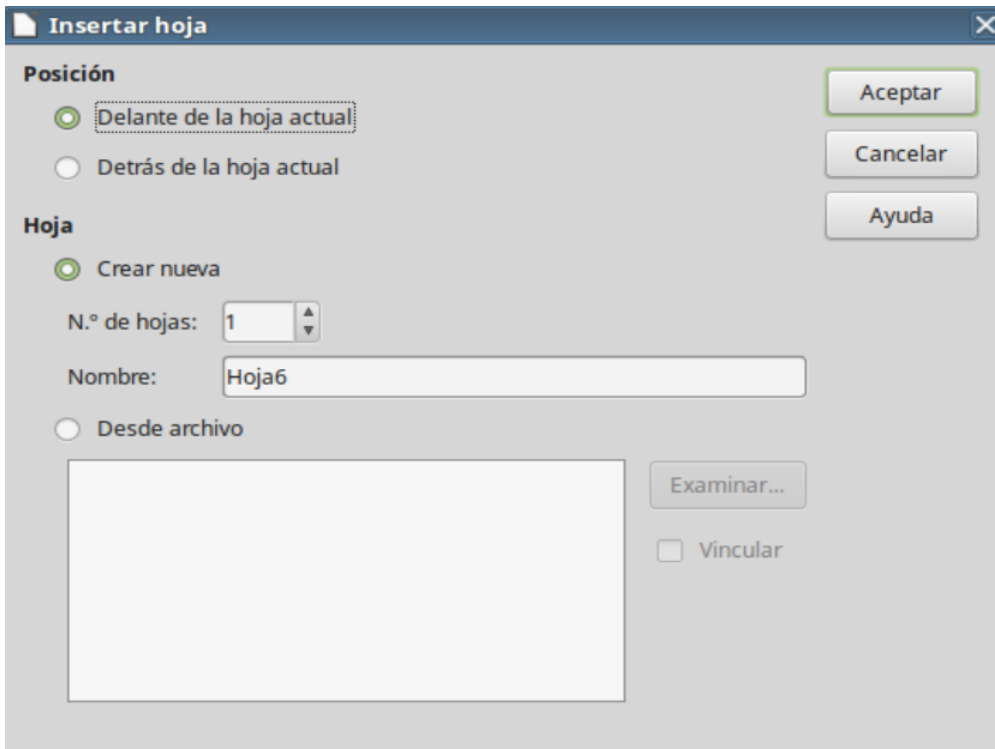 Insertar hoja
Posición
Delante de la hoja actual
Detrás de la hoja actual
Aceptar
Cancelar
Ayuda
Hoja
Crear nueva
N.º de hojas: 1
Nombre: Hoja6
Desde archivo
Examinar...
Vincular